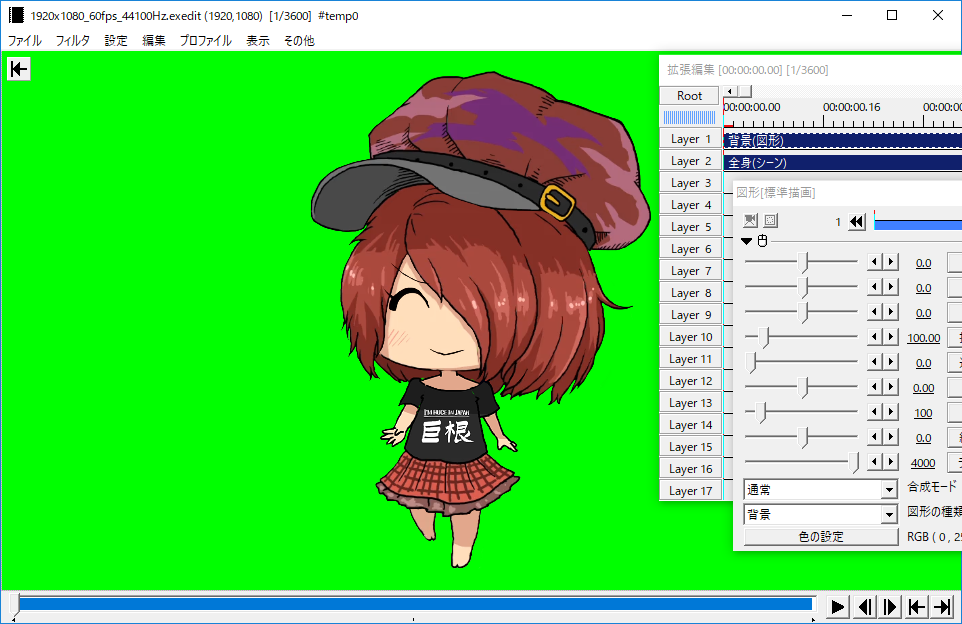 1920x1080_60fps_44100Hz.exedit (1920,1080) [1/3600] #temp0
ファイル フィルタ 設定 編集 プロファイル 表示 その他
拡張編集 [00:00:00.00] [1/3600]
Root
00:00:00.00 00:00:00.16 00:00:00
Layer 1 背景(図形)
Layer 2 全身(シーン)
Layer 3
図形[標準描画]
Layer 4
1
Layer 5
Layer 6
0.0
Layer 7
0.0
Layer 8
0.0
Layer 9
100.00
Layer 10
0.0
Layer 11
0.00
Layer 12
100
Layer 13
0.0
Layer 14
4000
Layer 15
Layer 16
Layer 17
通常 合成モード
背景 図形の種類
色の設定 RGB ( 0 , 25
I'M HUGE IN JAPAN
巨根